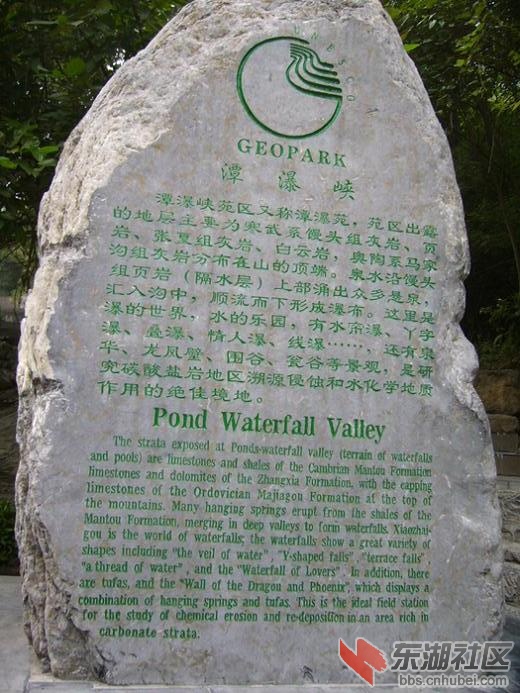 UNESCO
GEOPARK
潭瀑峡
潭瀑峡苑区又称潭瀑苑，苑区出露
的地层主要为寒武系馒头组灰岩、页
岩、张夏组灰岩、白云岩，奥陶系马家
沟组灰岩分布在山的顶端。泉水沿馒头
组页岩（隔水层）上部涌出众多是泉，
汇入沟中，顺流而下形成瀑布。这里是
瀑的世界，水的乐园，有水帘瀑、丫字
瀑、叠瀑、情人瀑、线瀑……，还有泉
华、龙凤壁、围谷、瓮谷等景观，是研
究碳酸盐岩地区溯源侵蚀和水化学地质
作用的绝佳境地。
Pond Waterfall Valley
The strata exposed at Ponds-waterfall valley (terrain of waterfalls
and pools) are limestones and shales of the Cambrian Mantou Formation
limestones and dolomites of the Zhangxia Formation, with the capping
limestones of the Ordovician Majiagou Formation at the top of
the mountains. Many hanging springs erupt from the shales of the
Mantou Formation, merging in deep valleys to form waterfalls. Xiaozhai-
gou is the world of waterfalls; the waterfalls show a great variety of
shapes including "the veil of water", "Y-shaped falls", "terrace falls",
"a thread of water", and the "Waterfall of Lovers". In addition, there
are tufas, and the "Wall of the Dragon and Phoenix", which displays a
combination of hanging springs and tufas. This is the ideal field station
for the study of chemical erosion and re-deposition in an area rich in
carbonate strata.
东湖社区
bbs.cnhubei.com